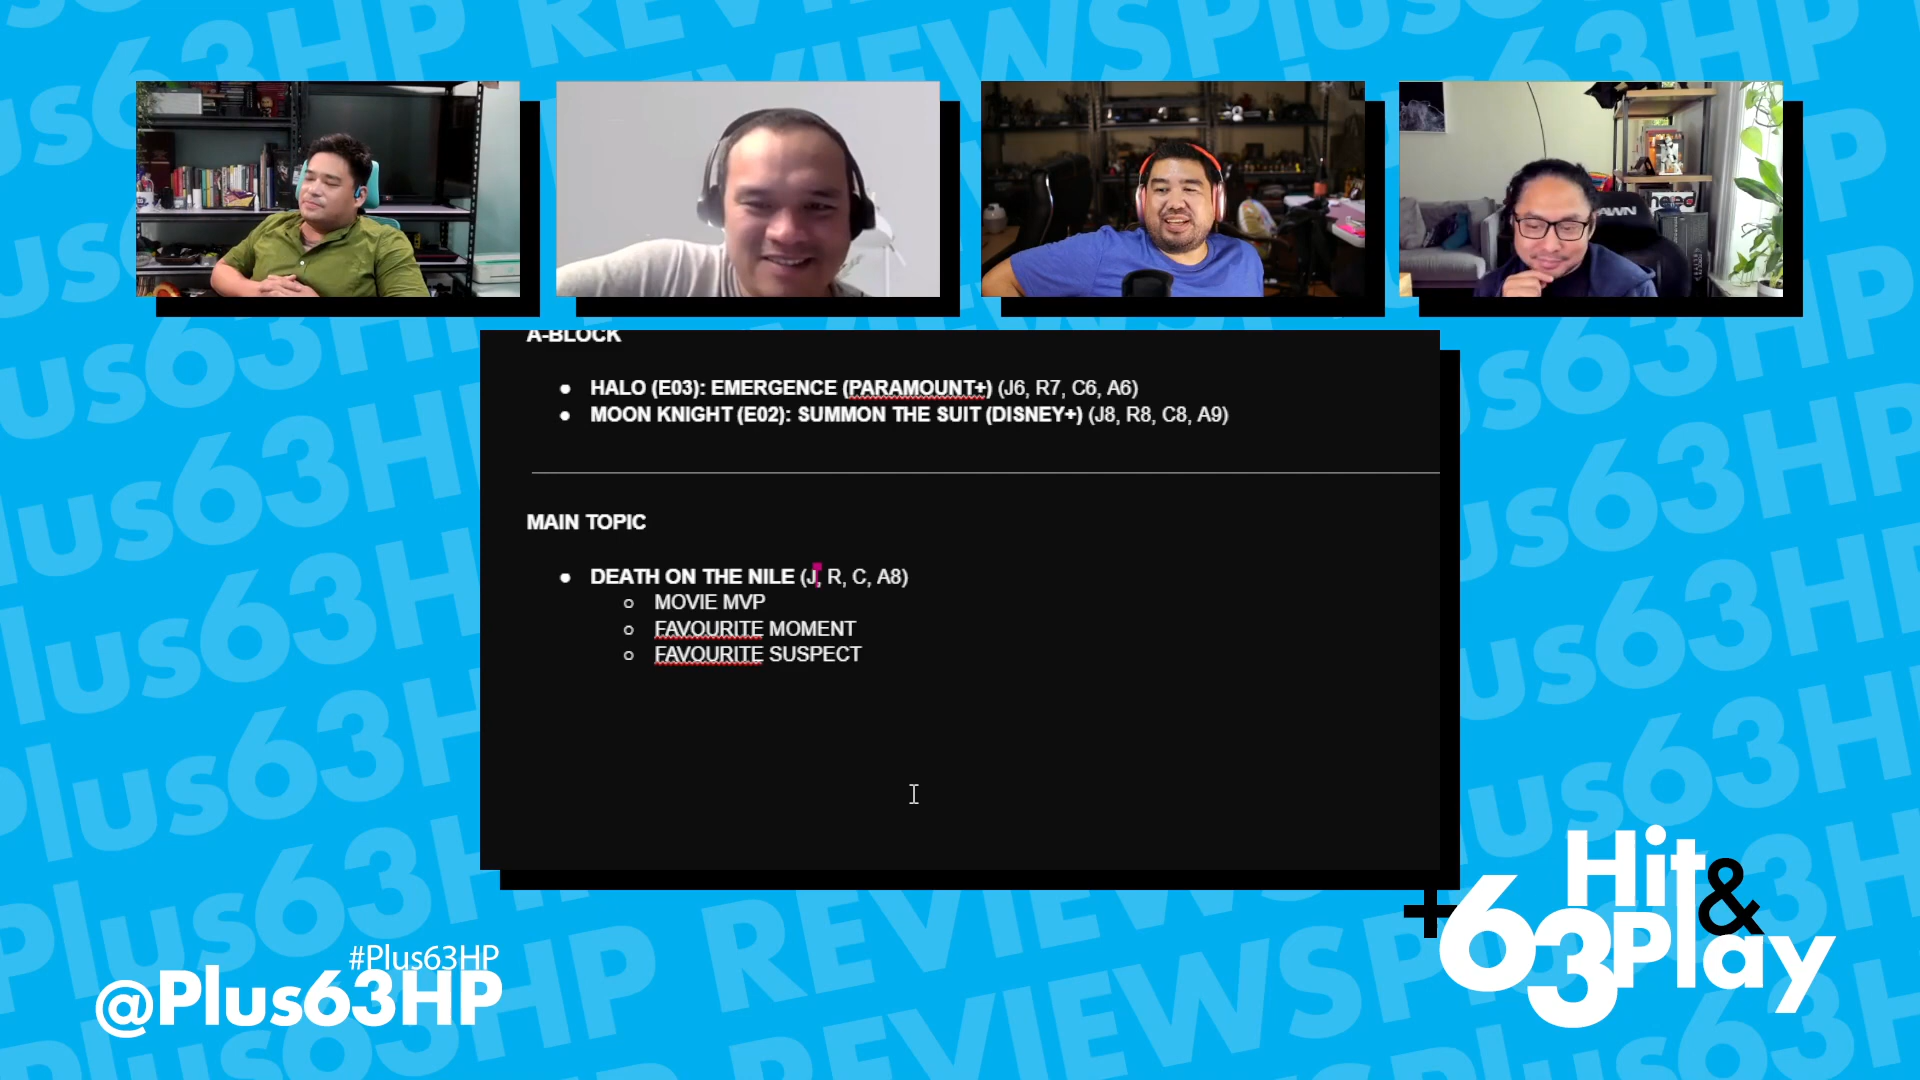 A-BLOCK
● HALO (E03): EMERGENCE (PARAMOUNT+) (J6, R7, C6, A6)
● MOON KNIGHT (E02): SUMMON THE SUIT (DISNEY+) (J8, R8, C8, A9)
MAIN TOPIC
● DEATH ON THE NILE (J, R, C, A8)
○ MOVIE MVP
○ FAVOURITE MOMENT
○ FAVOURITE SUSPECT
#Plus63HP
@Plus63HP
+63 Hit & Play